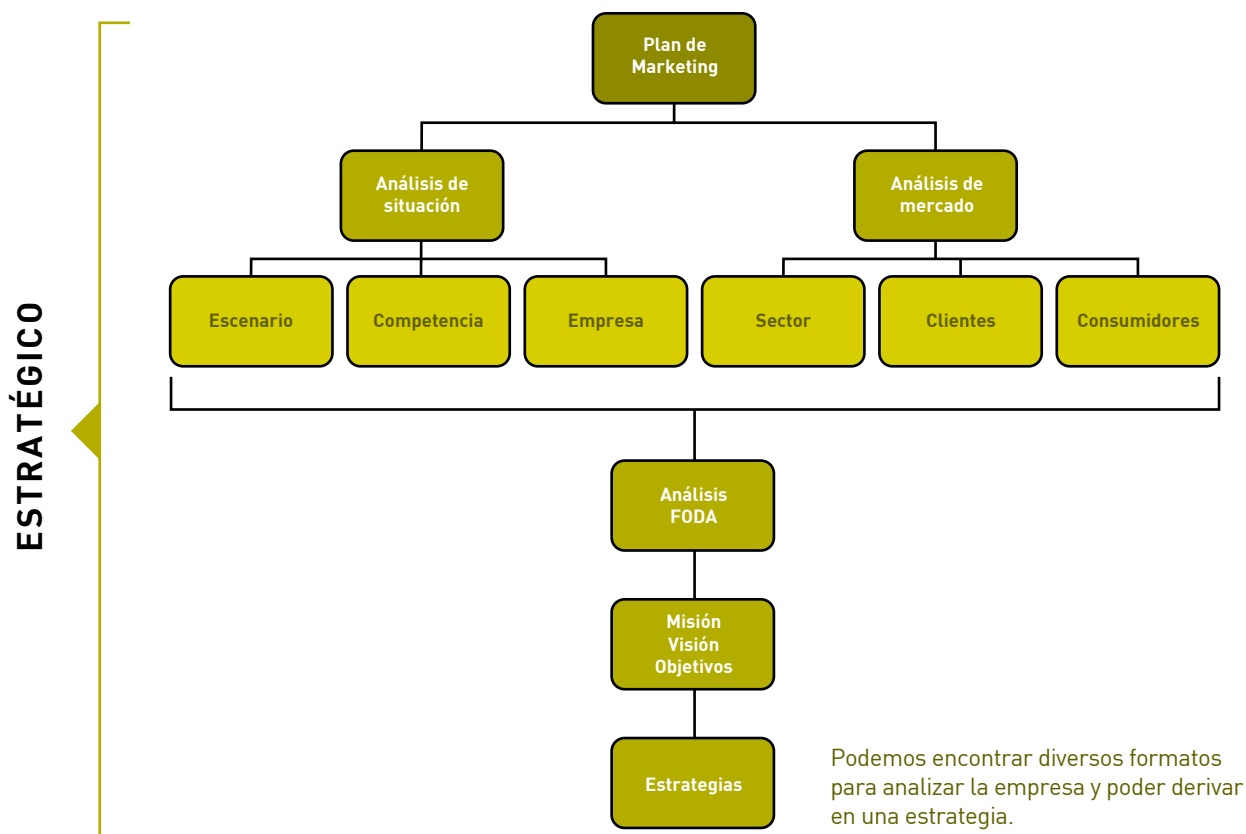 Plan de
Marketing
Análisis de
situación
Análisis de
mercado
Escenario
Competencia
Empresa
Sector
Clientes
Consumidores
ESTRATÉGICO
Análisis
FODA
Misión
Visión
Objetivos
Estrategias
Podemos encontrar diversos formatos
para analizar la empresa y poder derivar
en una estrategia.